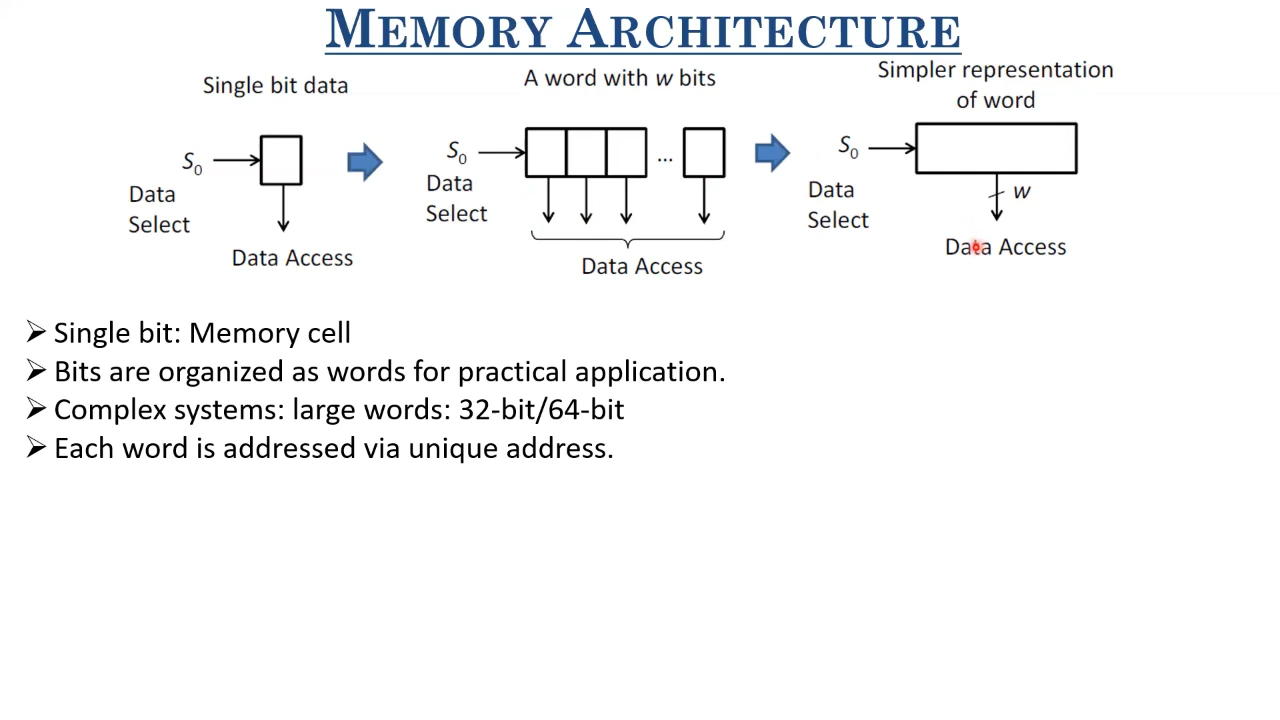 MEMORY ARCHITECTURE
Single bit data
S0
Data
Select
Data Access
A word with w bits
S0
Data
Select
...
Data Access
Simpler representation
of word
S0
Data
Select
w
Data Access
➢ Single bit: Memory cell
➢ Bits are organized as words for practical application.
➢ Complex systems: large words: 32-bit/64-bit
➢ Each word is addressed via unique address.